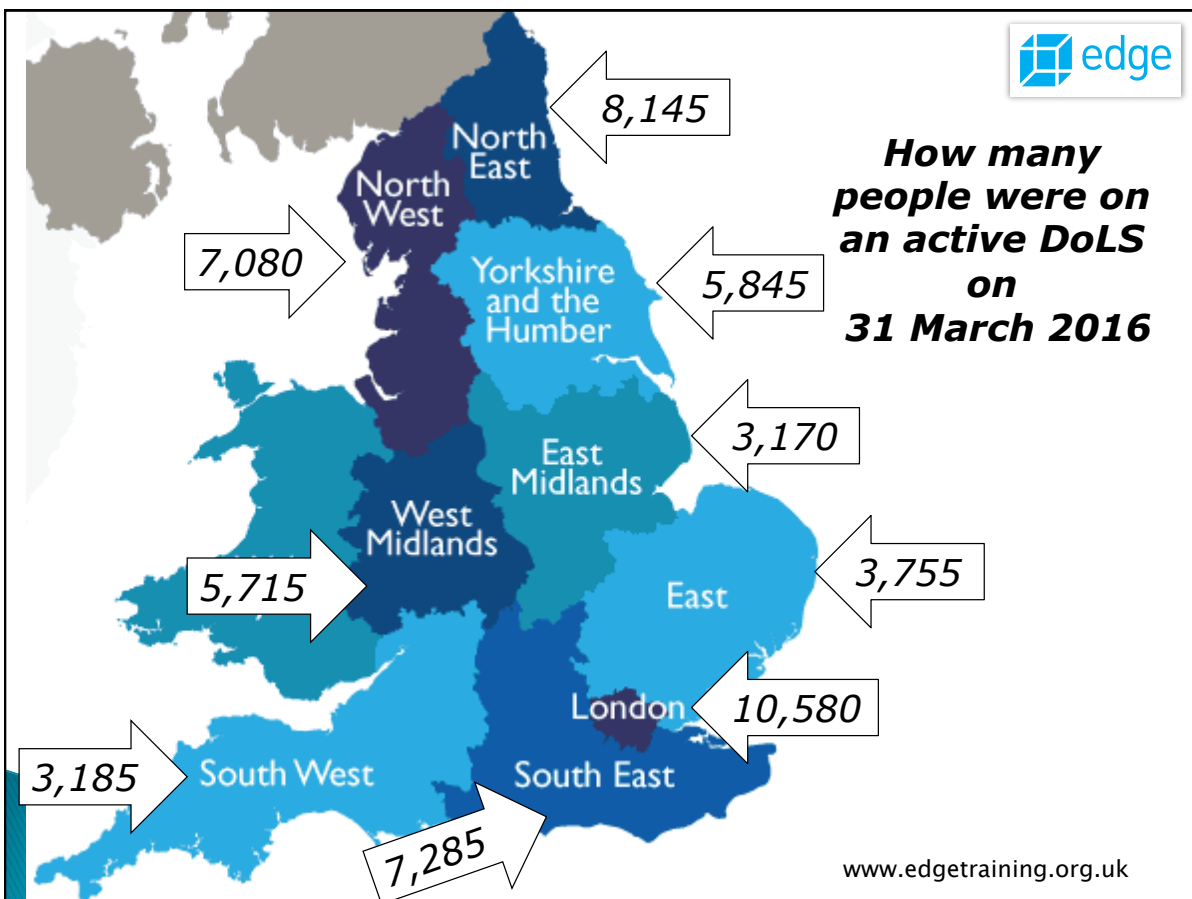 edge
8,145
How many
people were on
an active DoLS
on
31 March 2016
North
East
North
West
7,080
Yorkshire
and the
Humber
5,845
3,170
East
Midlands
West
Midlands
5,715
3,755
East
London
10,580
3,185
South West
South East
7,285
www.edgetraining.org.uk